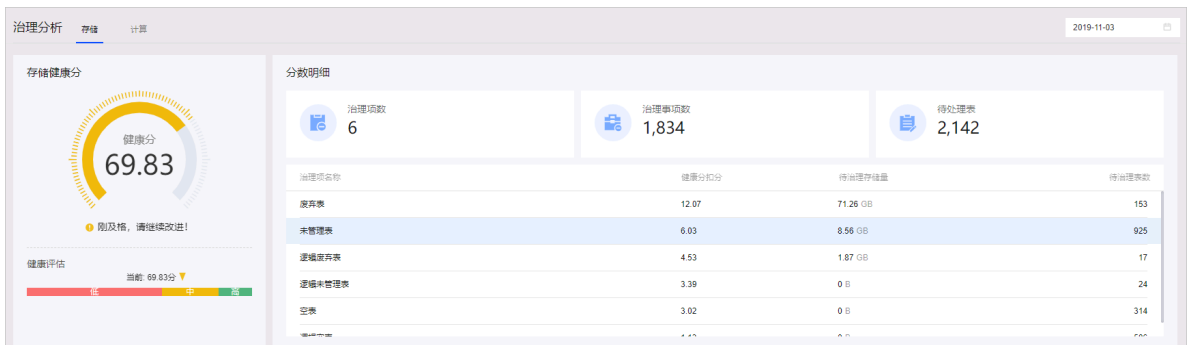 治理分析 存储 计算 2019-11-03
存储健康分
健康分
69.83
刚及格，请继续改进！
健康评估
当前: 69.83分
低 中 高
分数明细
治理项数
6
治理事项数
1,834
待处理表
2,142
治理项名称 健康分扣分 待治理存储量 待治理表数
废弃表 12.07 71.26 GB 153
未管理表 6.03 8.56 GB 925
逻辑废弃表 4.53 1.87 GB 17
逻辑未管理表 3.39 0 B 24
空表 3.02 0 B 314